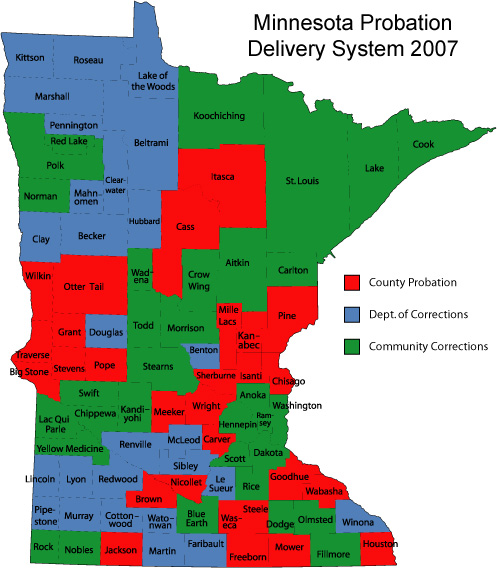 Minnesota Probation
Delivery System 2007
Kittson
Roseau
Lake of
the Woods
Marshall
Koochiching
Pennington
Red Lake
Beltrami
Cook
Polk
Lake
Clear-
water
Itasca
St. Louis
Norman
Mahn
omen
Hubbard
Cass
Clay
Becker
Aitkin
Wilkin
Otter Tail
Wad-
ena
Crow
Wing
Carlton
County Probation
Mille
Lacs
Pine
Dept. of Corrections
Grant
Douglas
Todd
Morrison
Kan-
abec
Community Corrections
Traverse
Benton
Big Stone
Stevens
Pope
Stearns
Sherburne
Isanti
Chisago
Swift
Anoka
Washington
Kandi-
yohi
Meeker
Wright
Lac Qui
Parle
Chippewa
Hennepin
Ram-
sey
Renville
McLeod
Carver
Yellow Medicine
Scott
Dakota
Sibley
Lincoln
Lyon
Redwood
Nicollet
Le
Sueur
Rice
Goodhue
Wabasha
Brown
Pipe-
stone
Murray
Cotton-
wood
Wato-
nwan
Blue
Earth
Was-
eca
Steele
Dodge
Olmsted
Winona
Rock
Nobles
Jackson
Martin
Faribault
Freeborn
Mower
Fillmore
Houston